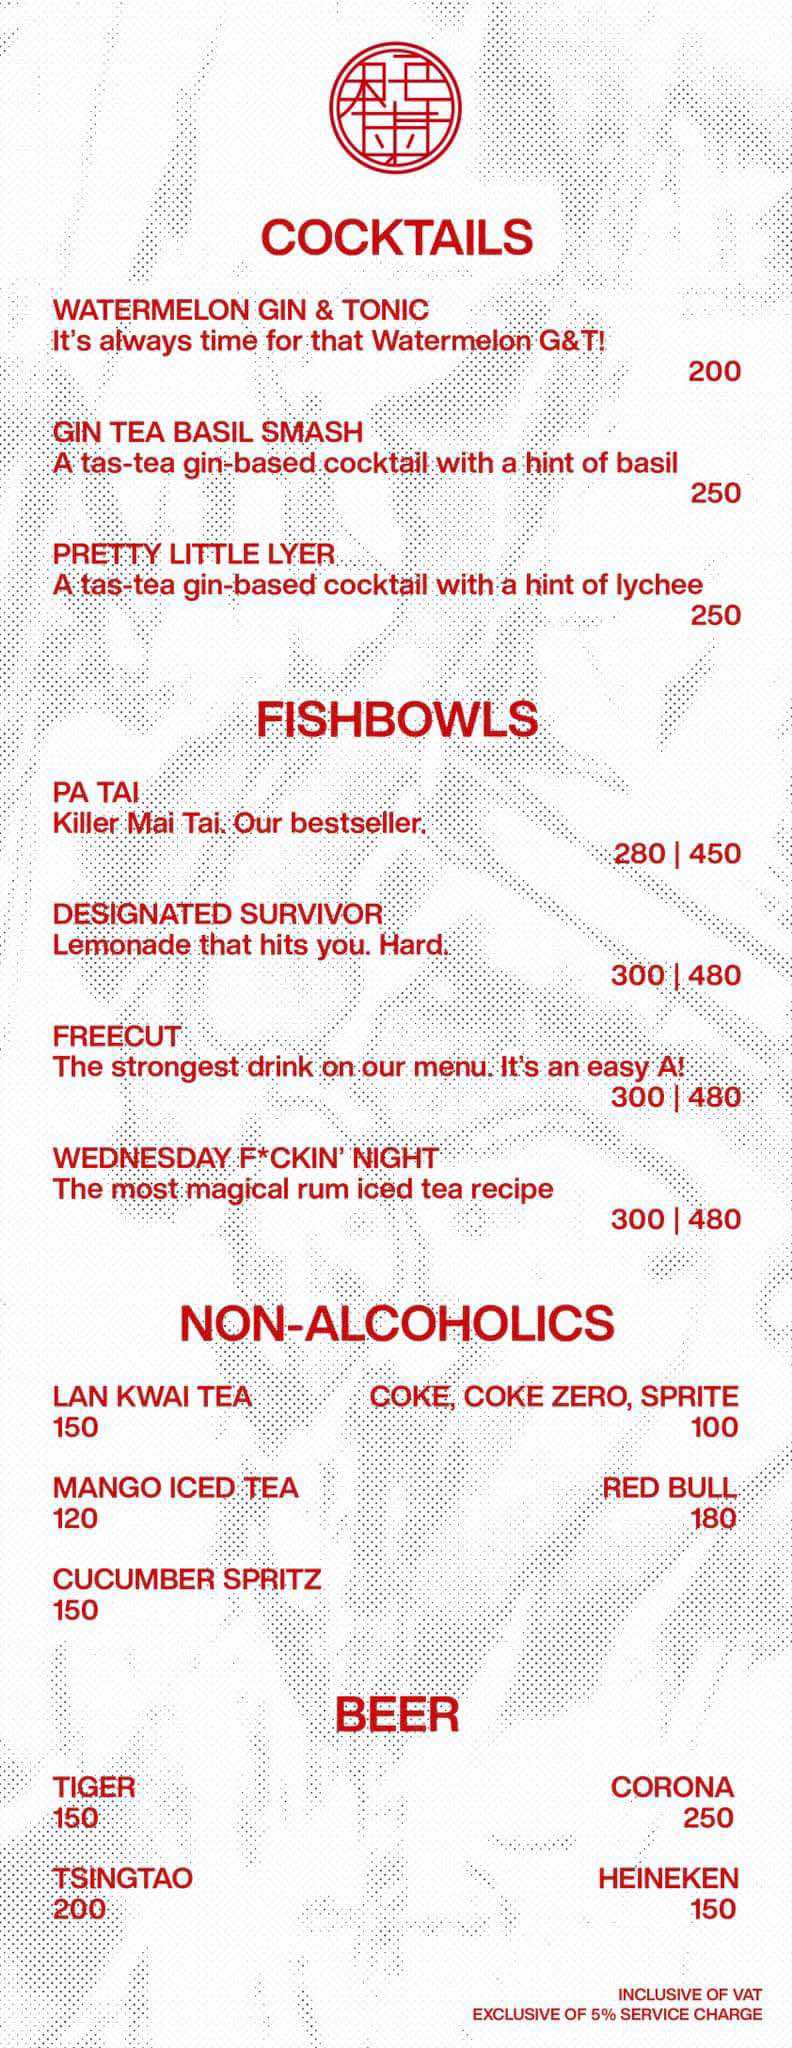 COCKTAILS
WATERMELON GIN & TONIC
It's always time for that Watermelon G&T!
200
GIN TEA BASIL SMASH
A tas-tea gin-based cocktail with a hint of basil
250
PRETTY LITTLE LYER
A tas-tea gin-based cocktail with a hint of lychee
250
FISHBOWLS
PA TAI
Killer Mai Tai. Our bestseller.
280 | 450
DESIGNATED SURVIVOR
Lemonade that hits you. Hard.
300 | 480
FREECUT
The strongest drink on our menu. It's an easy A!
300 | 480
WEDNESDAY F*CKIN' NIGHT
The most magical rum iced tea recipe
300 | 480
NON-ALCOHOLICS
LAN KWAI TEA
150
COKE, COKE ZERO, SPRITE
100
MANGO ICED TEA
120
RED BULL
180
CUCUMBER SPRITZ
150
BEER
TIGER
150
CORONA
250
TSINGTAO
200
HEINEKEN
150
INCLUSIVE OF VAT
EXCLUSIVE OF 5% SERVICE CHARGE